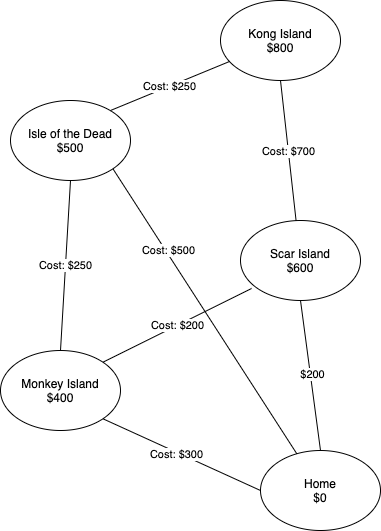 Kong Island
$800
Cost: $250
Isle of the Dead
$500
Cost: $700
Cost: $500
Scar Island
$600
Cost: $250
Cost: $200
$200
Monkey Island
$400
Cost: $300
Home
$0